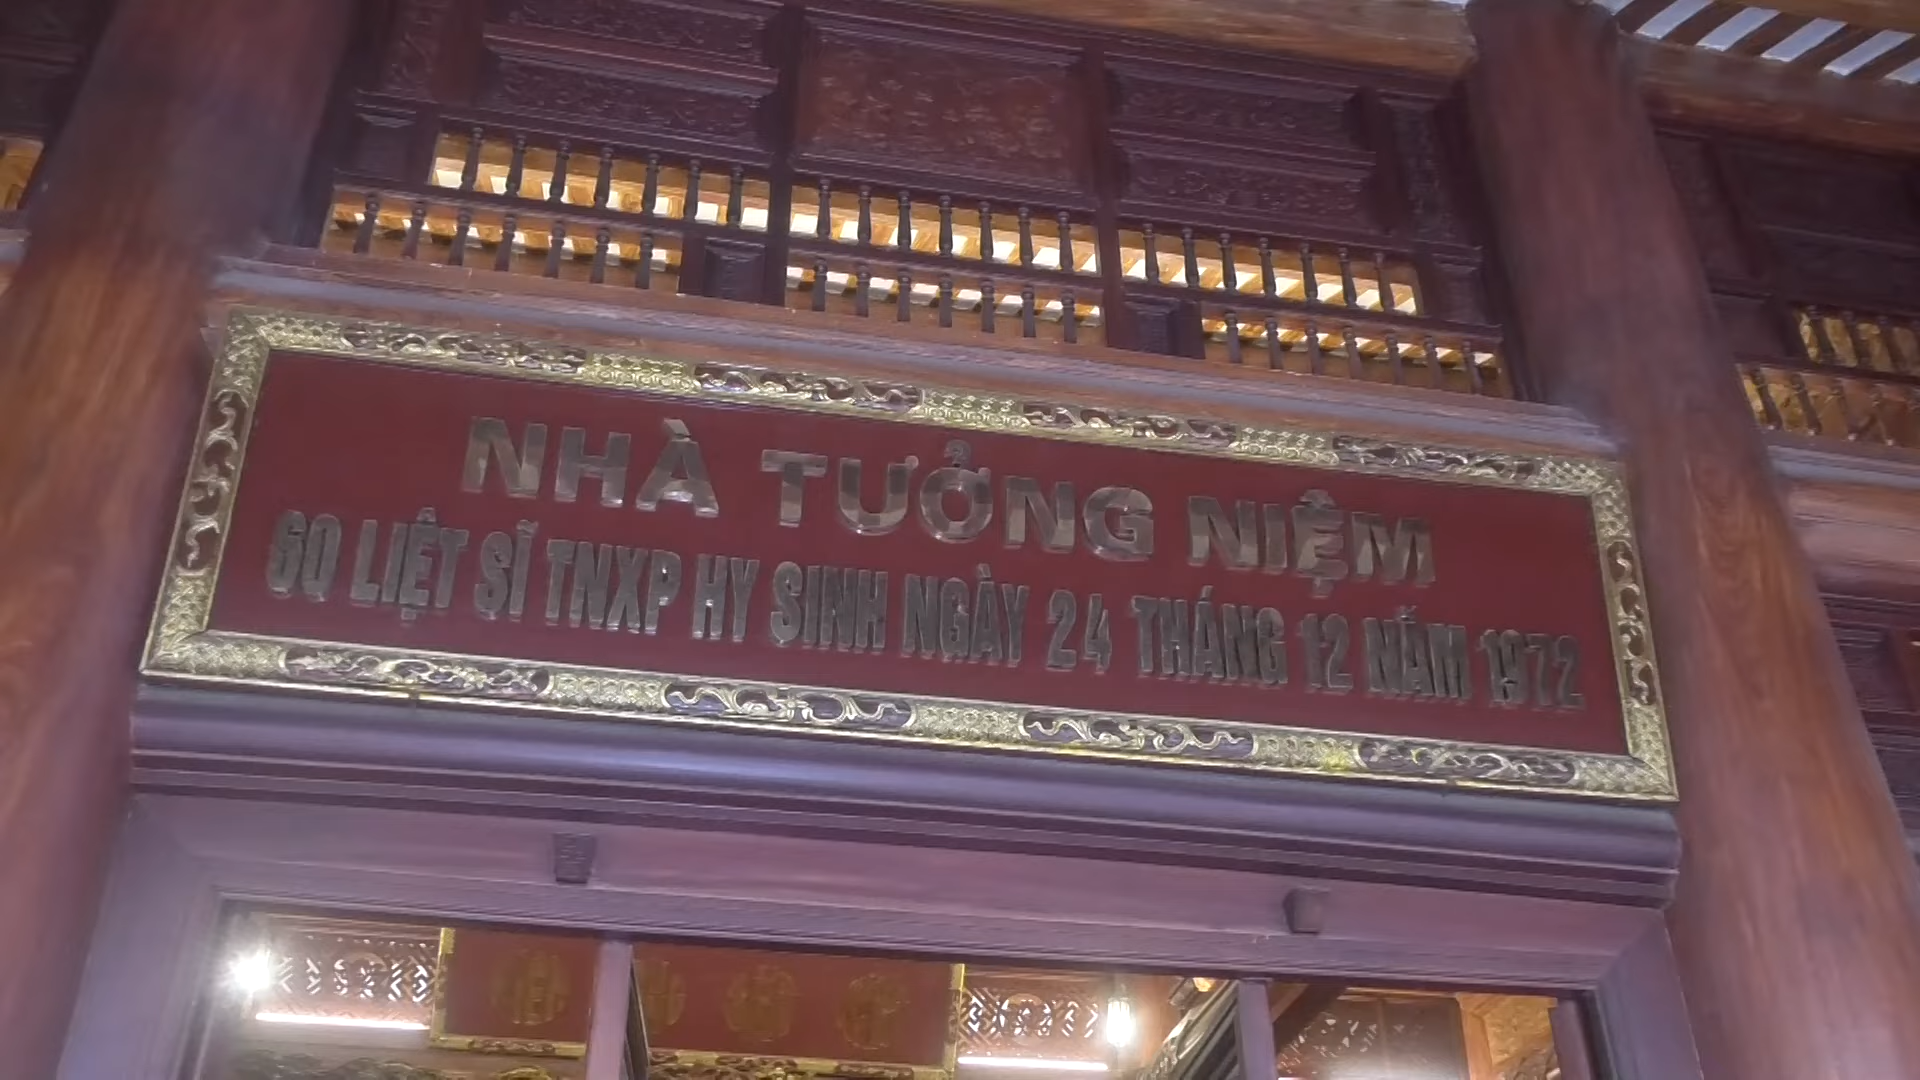 NHÀ TƯỞNG NIỆM
60 LIỆT SĨ TNXP HY SINH NGÀY 24 THÁNG 12 NĂM 1972